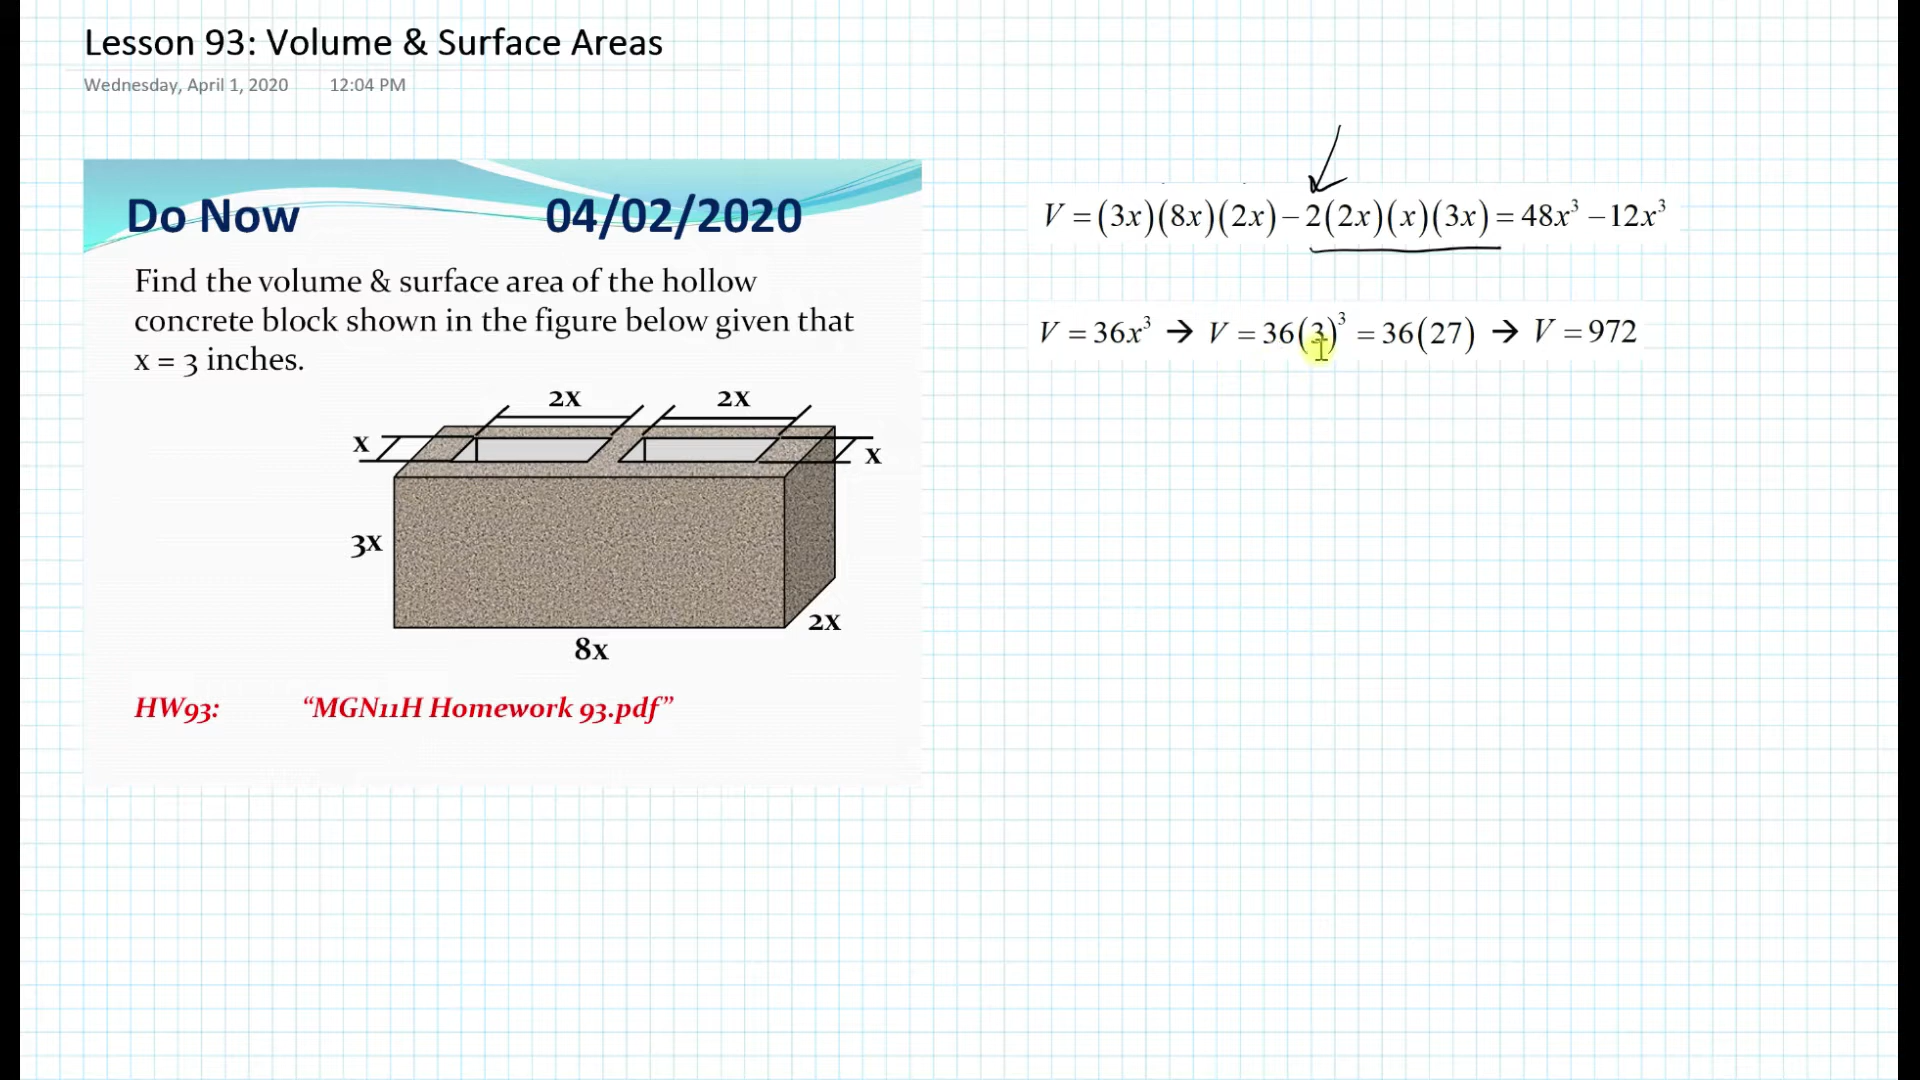 Lesson 93: Volume & Surface Areas
Wednesday, April 1, 2020 12:04 PM
Do Now 04/02/2020
Find the volume & surface area of the hollow
concrete block shown in the figure below given that
x = 3 inches.
2x 2x
x
x
3x
2x
8x
HW93: “MGN11H Homework 93.pdf”
V = (3x)(8x)(2x) – 2(2x)(x)(3x) = 48x³ – 12x³
V = 36x³ → V = 36(3)³ = 36(27) → V = 972